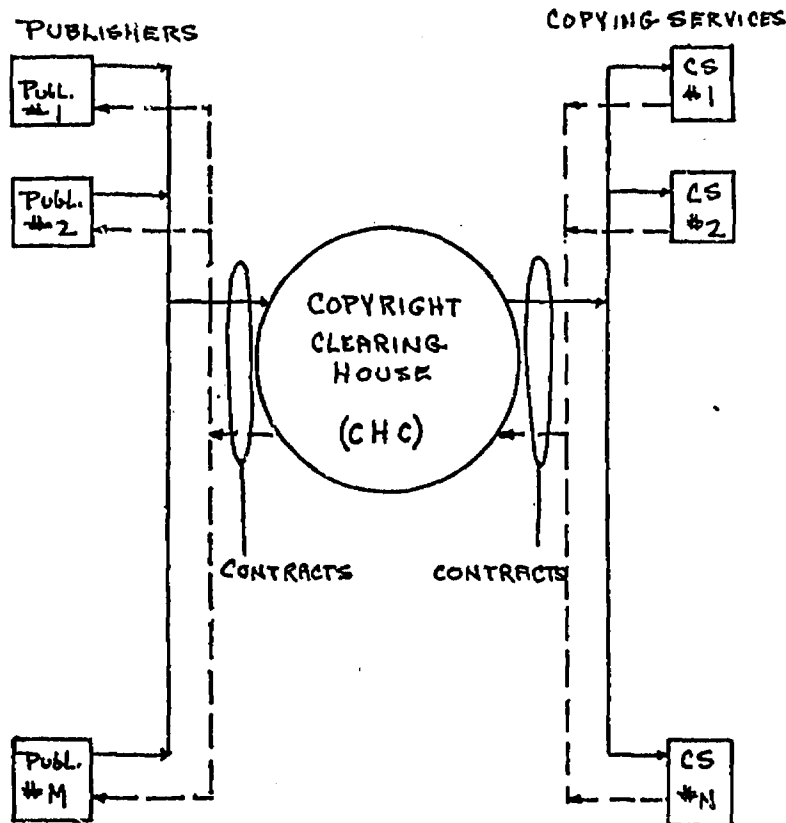 PUBLISHERS
COPYING SERVICES
PUBL.
#1
CS
#1
PUBL.
#2
CS
#2
COPYRIGHT
CLEARING
HOUSE
(CHC)
CONTRACTS
CONTRACTS
PUBL.
#M
CS
#N